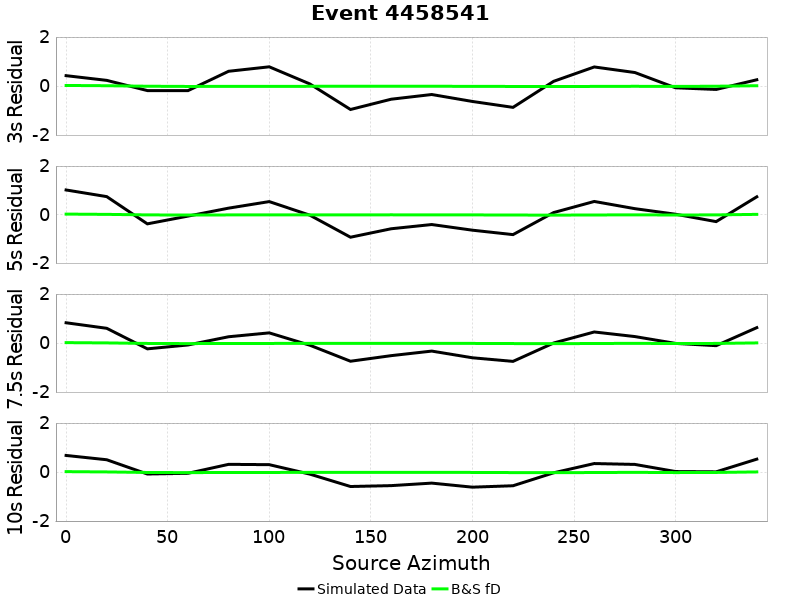 Event 4458541
3s Residual
2
0
-2
5s Residual
2
0
-2
7.5s Residual
2
0
-2
10s Residual
2
0
-2
0 50 100 150 200 250 300
Source Azimuth
Simulated Data B&S fD